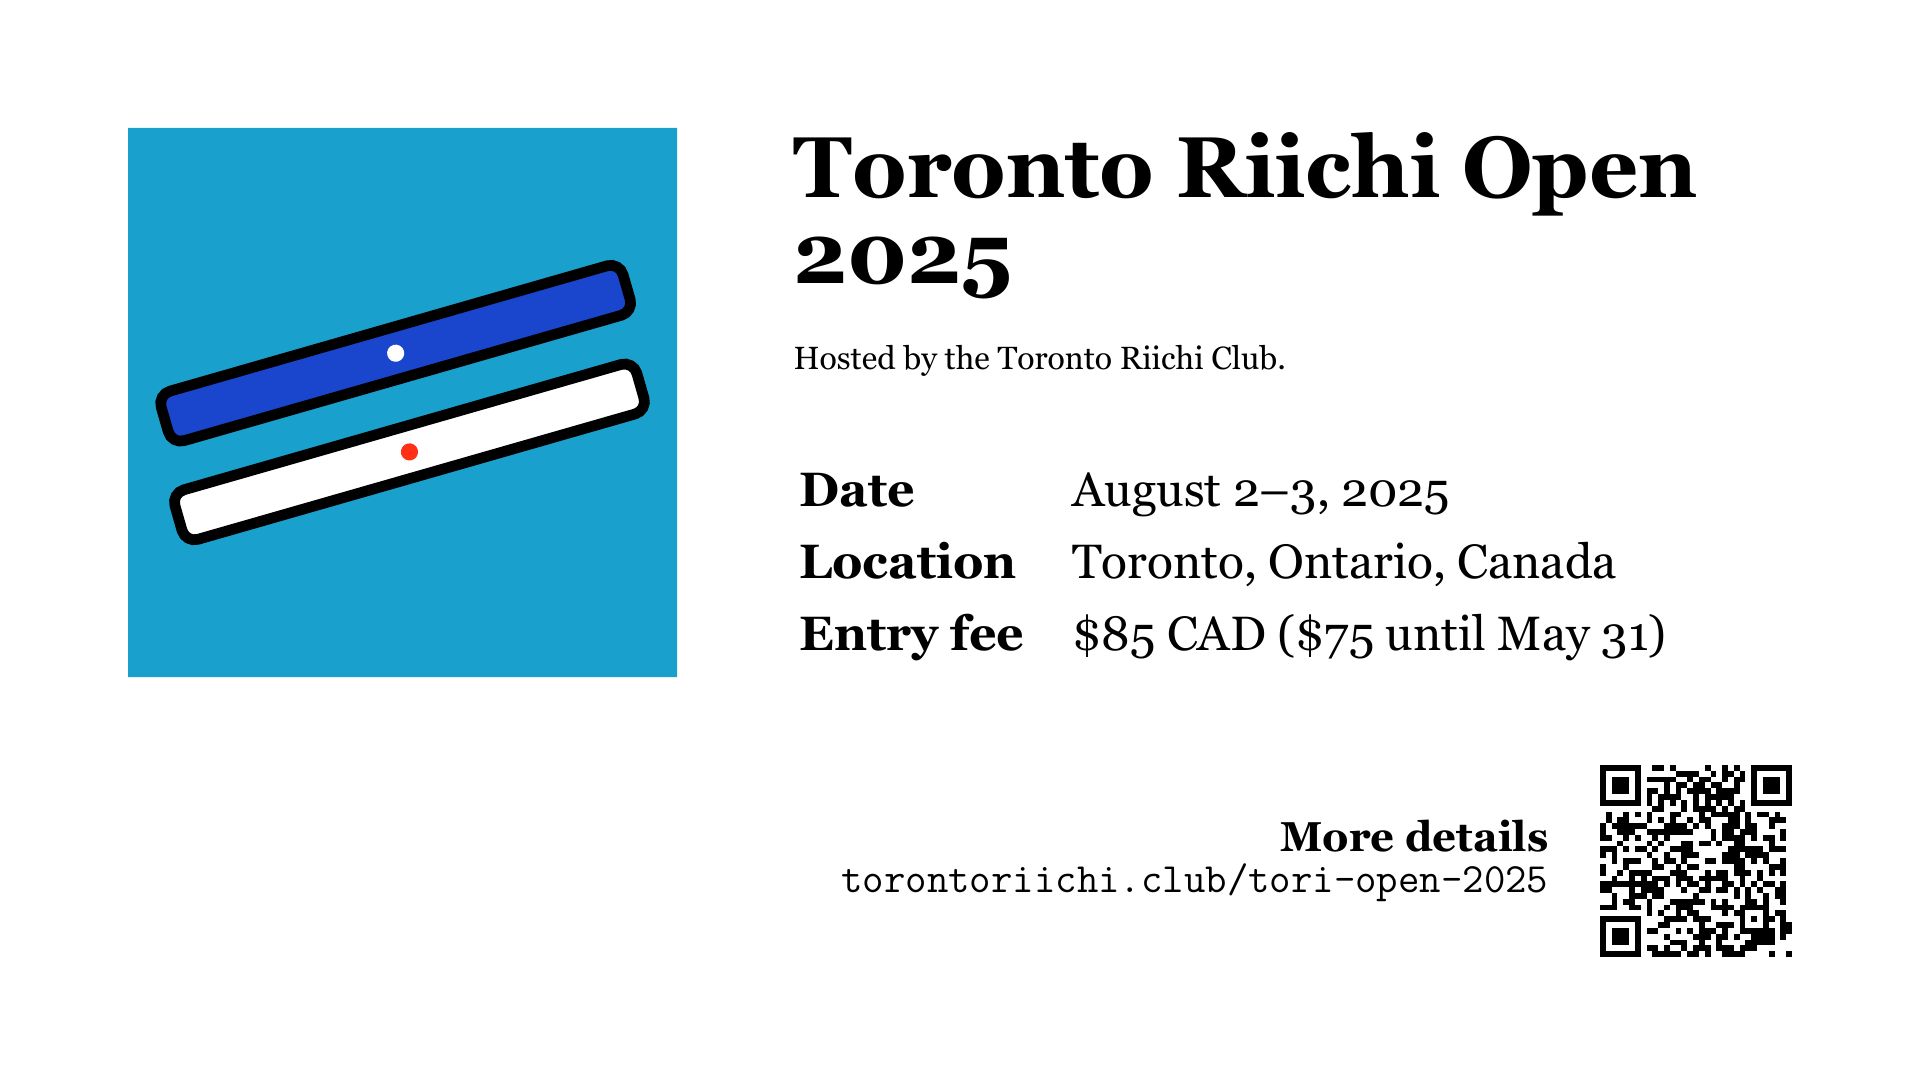 Toronto Riichi Open
2025
Hosted by the Toronto Riichi Club.
Date August 2–3, 2025
Location Toronto, Ontario, Canada
Entry fee $85 CAD ($75 until May 31)
More details
torontoriichi.club/tori-open-2025